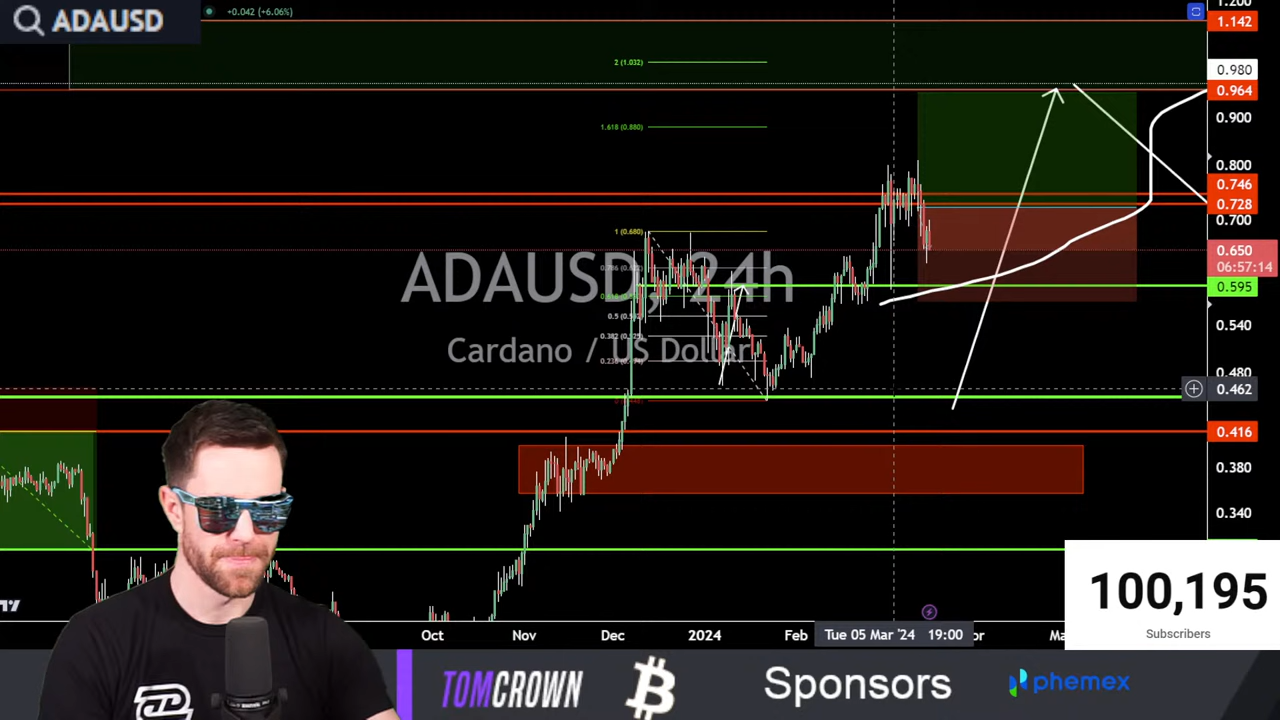 ADAUSD
+0.042 (+6.06%)
1.200
1.142
2 (1.032)
0.980
0.964
0.900
1.618 (0.880)
0.800
0.746
0.728
0.700
1 (0.680)
0.650
06:57:14
0.595
ADAUSD, 24h
0.5
0.540
Cardano / US Dollar
0.480
0.462
0.416
0.380
0.340
100,195
Subscribers
Oct
Nov
Dec
2024
Feb
Tue 05 Mar '24 19:00
TOMCROWN
Sponsors
phemex